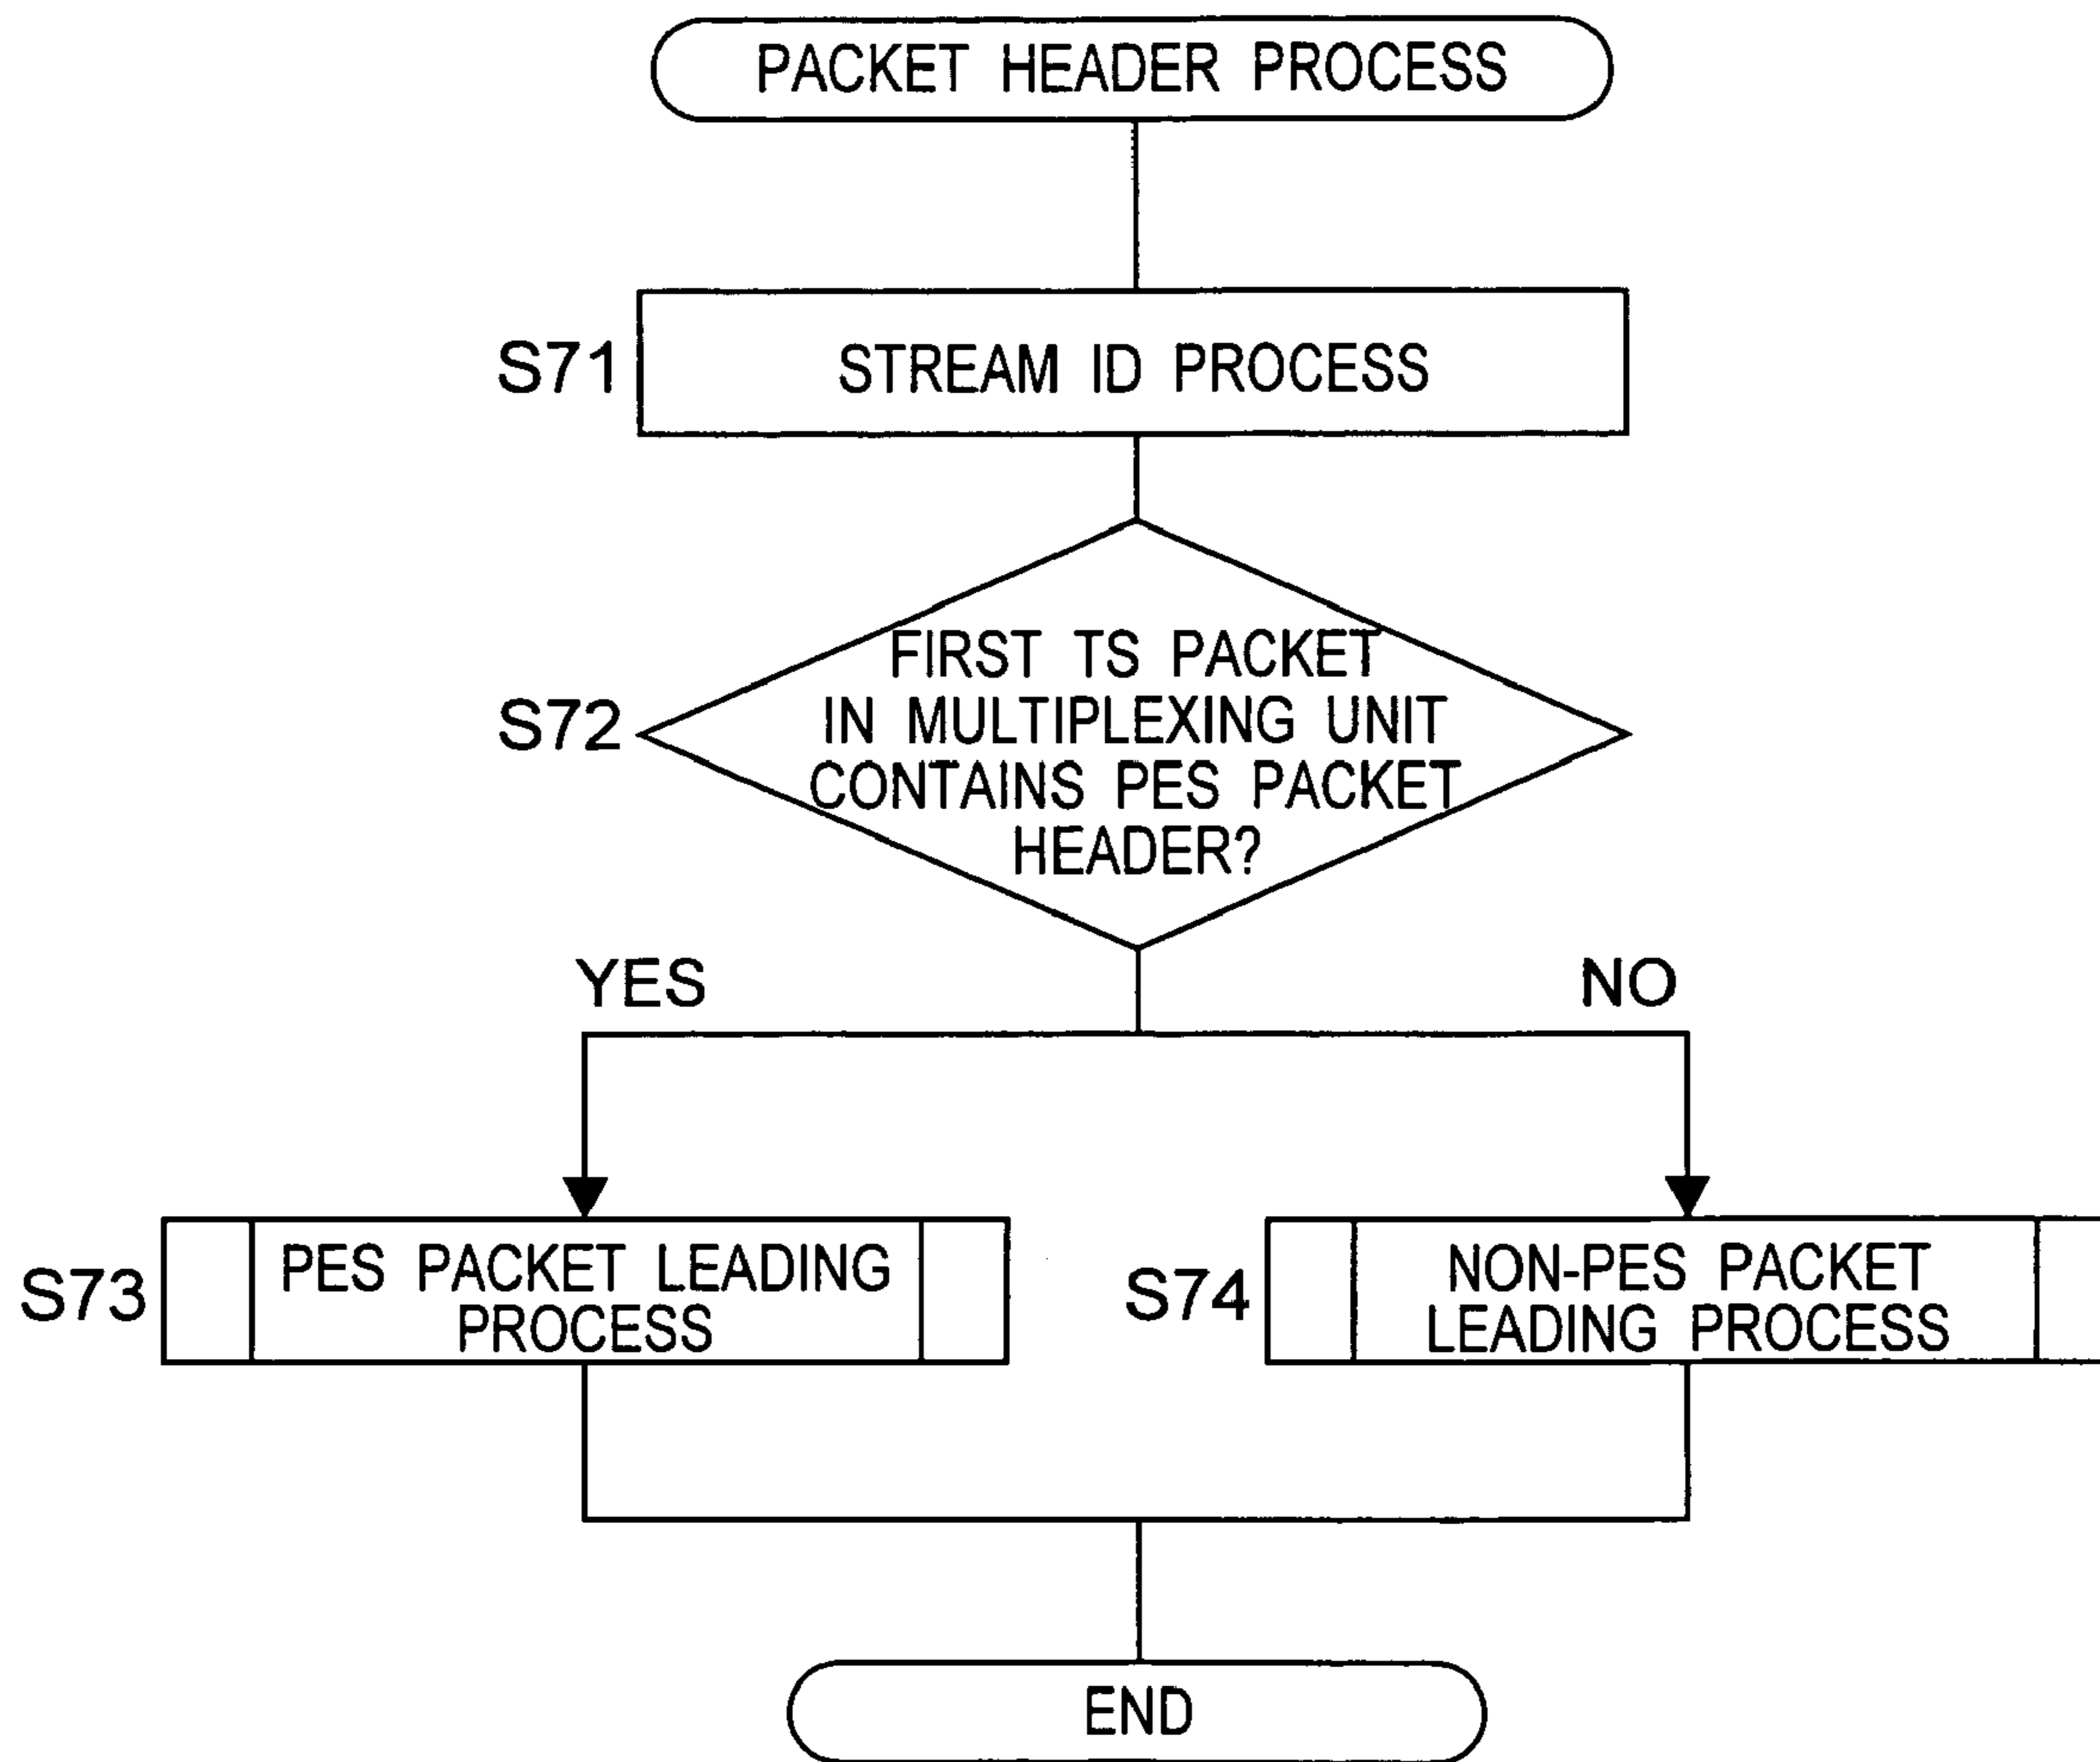 PACKET HEADER PROCESS
S71
STREAM ID PROCESS
S72
FIRST TS PACKET
IN MULTIPLEXING UNIT
CONTAINS PES PACKET
HEADER?
YES
NO
S73
PES PACKET LEADING
PROCESS
S74
NON-PES PACKET
LEADING PROCESS
END